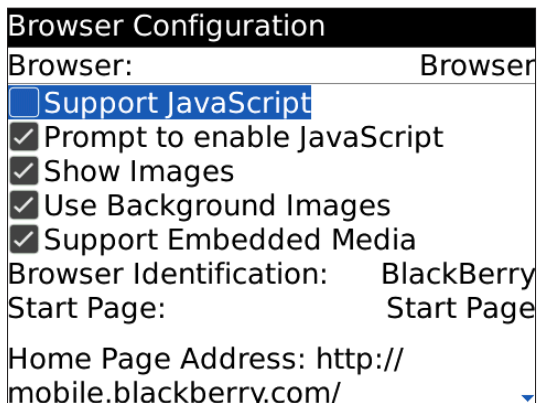 Browser Configuration
Browser: Browser
Support JavaScript
Prompt to enable JavaScript
Show Images
Use Background Images
Support Embedded Media
Browser Identification: BlackBerry
Start Page: Start Page
Home Page Address: http://
mobile.blackberry.com/